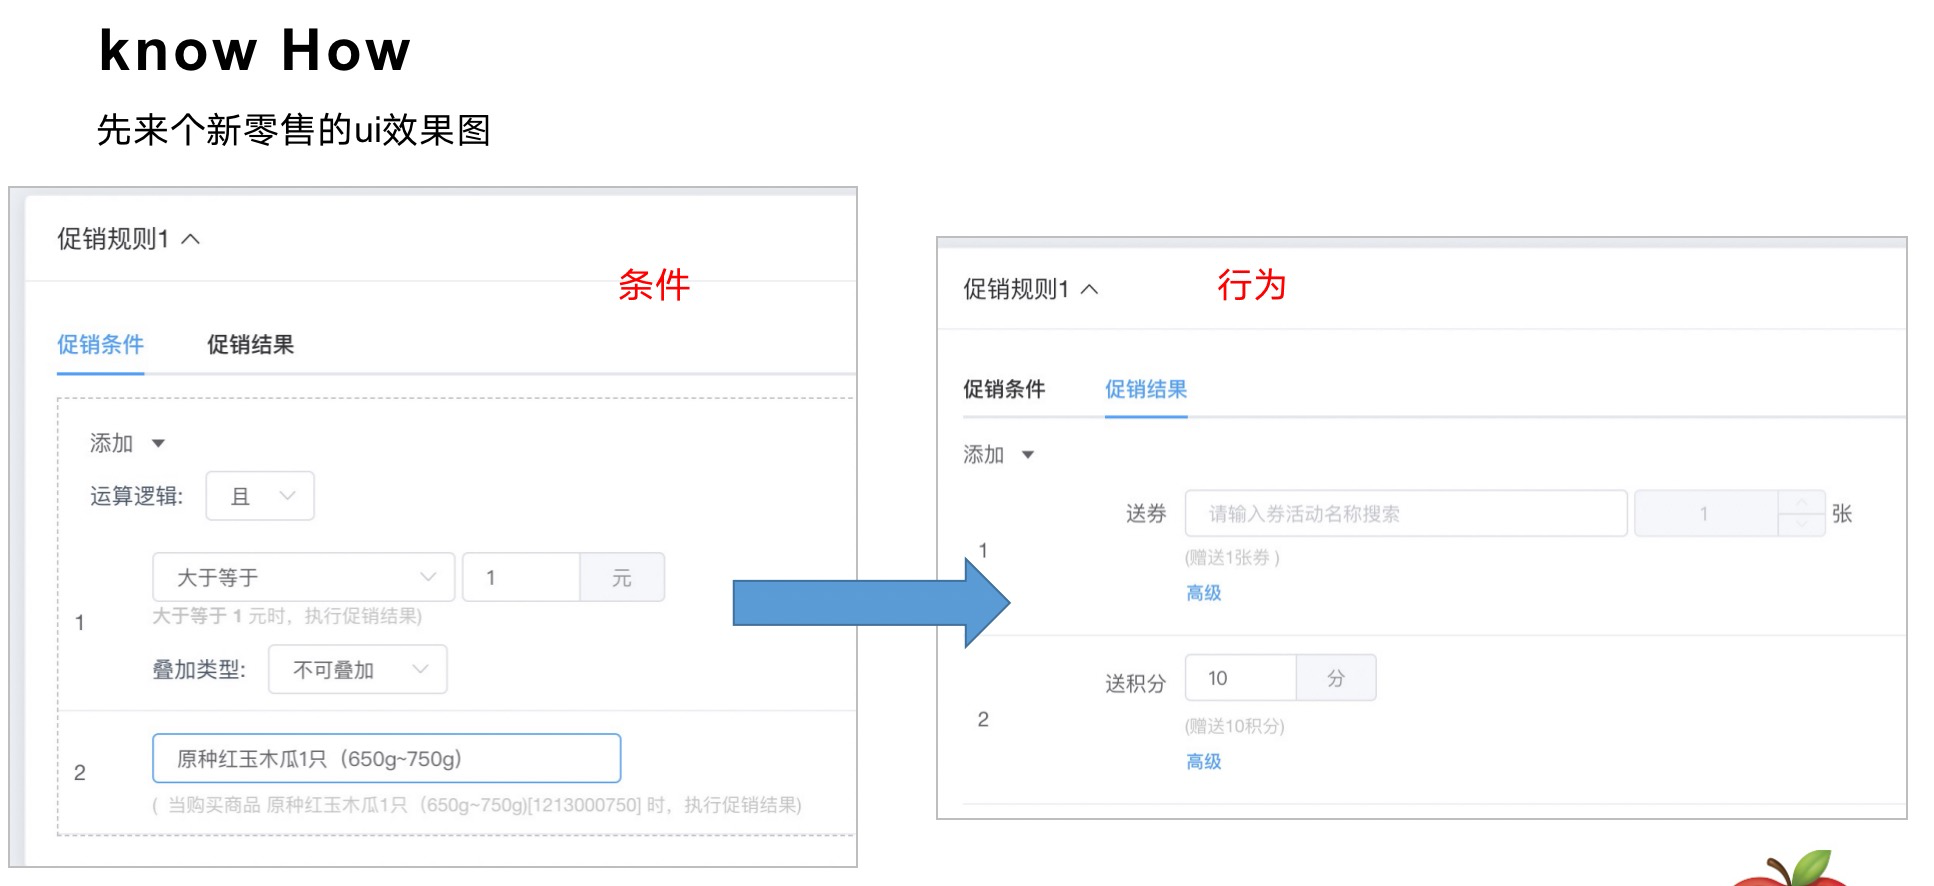 know How
先来个新零售的ui效果图
促销规则1
条件
促销条件 促销结果
添加
运算逻辑: 且
1
大于等于 1 元
大于等于 1 元时，执行促销结果)
叠加类型: 不可叠加
2
原种红玉木瓜1只（650g~750g)
( 当购买商品 原种红玉木瓜1只（650g~750g)[1213000750] 时，执行促销结果)
促销规则1
行为
促销条件 促销结果
添加
1
送券 请输入券活动名称搜索 1 张
(赠送1张券 )
高级
2
送积分 10 分
(赠送10积分)
高级